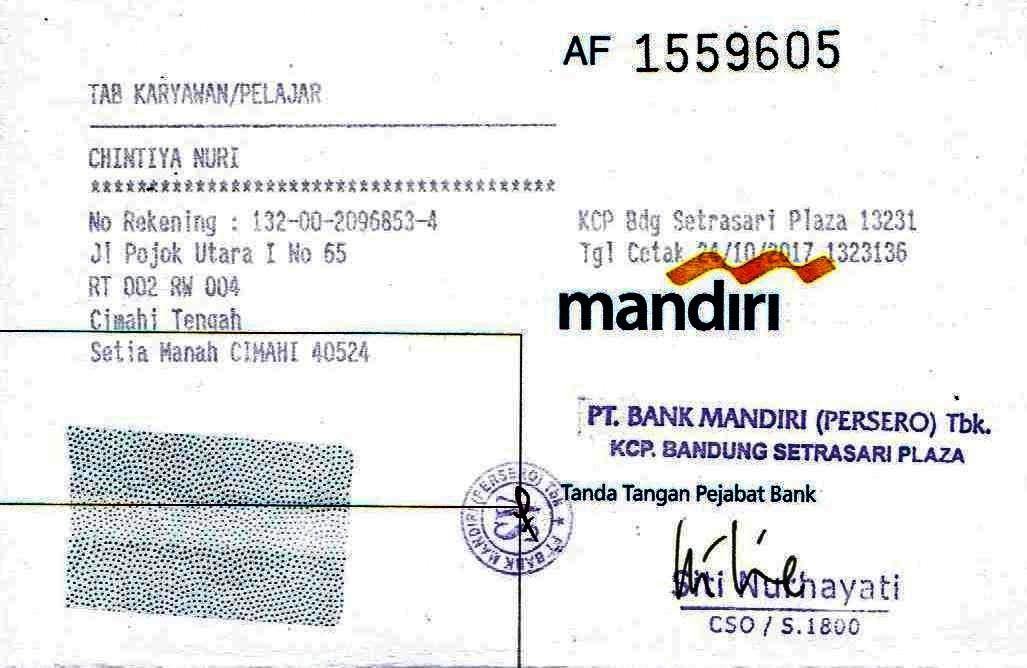 AF 1559605
TAB KARYAWAN/PELAJAR
CHINTIYA NURI
******************************************
No Rekening : 132-00-2096853-4
KCP Bdg Setrasari Plaza 13231
Jl Pojok Utara I No 65
Tgl Cetak 24/10/2017 1323136
RT 002 RW 004
mandırı
Cimahi Tengah
Setia Manah CIMAHI 40524
PT. BANK MANDIRI (PERSERO) Tbk.
KCP. BANDUNG SETRASARI PLAZA
PT BANK MANDIRI (PERSERO) Tbk
Tanda Tangan Pejabat Bank
Siti Nurhayati
CSO / S.1800